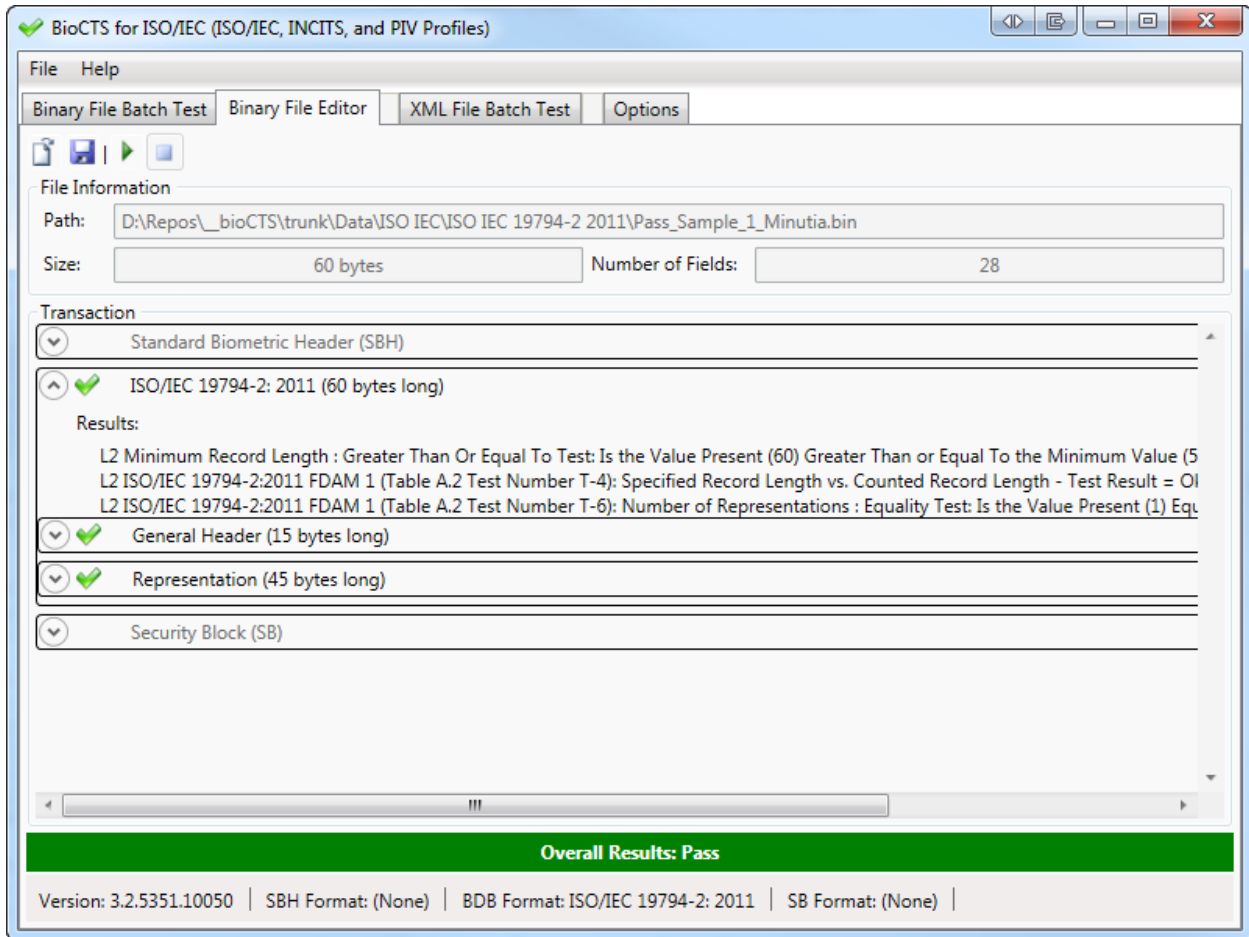 BioCTS for ISO/IEC (ISO/IEC, INCITS, and PIV Profiles)
File Help
Binary File Batch Test Binary File Editor XML File Batch Test Options
File Information
Path: D:\Repos\__bioCTS\trunk\Data\ISO IEC\ISO IEC 19794-2 2011\Pass_Sample_1_Minutia.bin
Size: 60 bytes Number of Fields: 28
Transaction
Standard Biometric Header (SBH)
ISO/IEC 19794-2: 2011 (60 bytes long)
Results:
L2 Minimum Record Length : Greater Than Or Equal To Test: Is the Value Present (60) Greater Than or Equal To the Minimum Value (5
L2 ISO/IEC 19794-2:2011 FDAM 1 (Table A.2 Test Number T-4): Specified Record Length vs. Counted Record Length - Test Result =
L2 ISO/IEC 19794-2:2011 FDAM 1 (Table A.2 Test Number T-6): Number of Representations : Equality Test: Is the Value Present (1) Equ
General Header (15 bytes long)
Representation (45 bytes long)
Security Block (SB)
Overall Results: Pass
Version: 3.2.5351.10050 | SBH Format: (None) | BDB Format: ISO/IEC 19794-2: 2011 | SB Format: (None) |